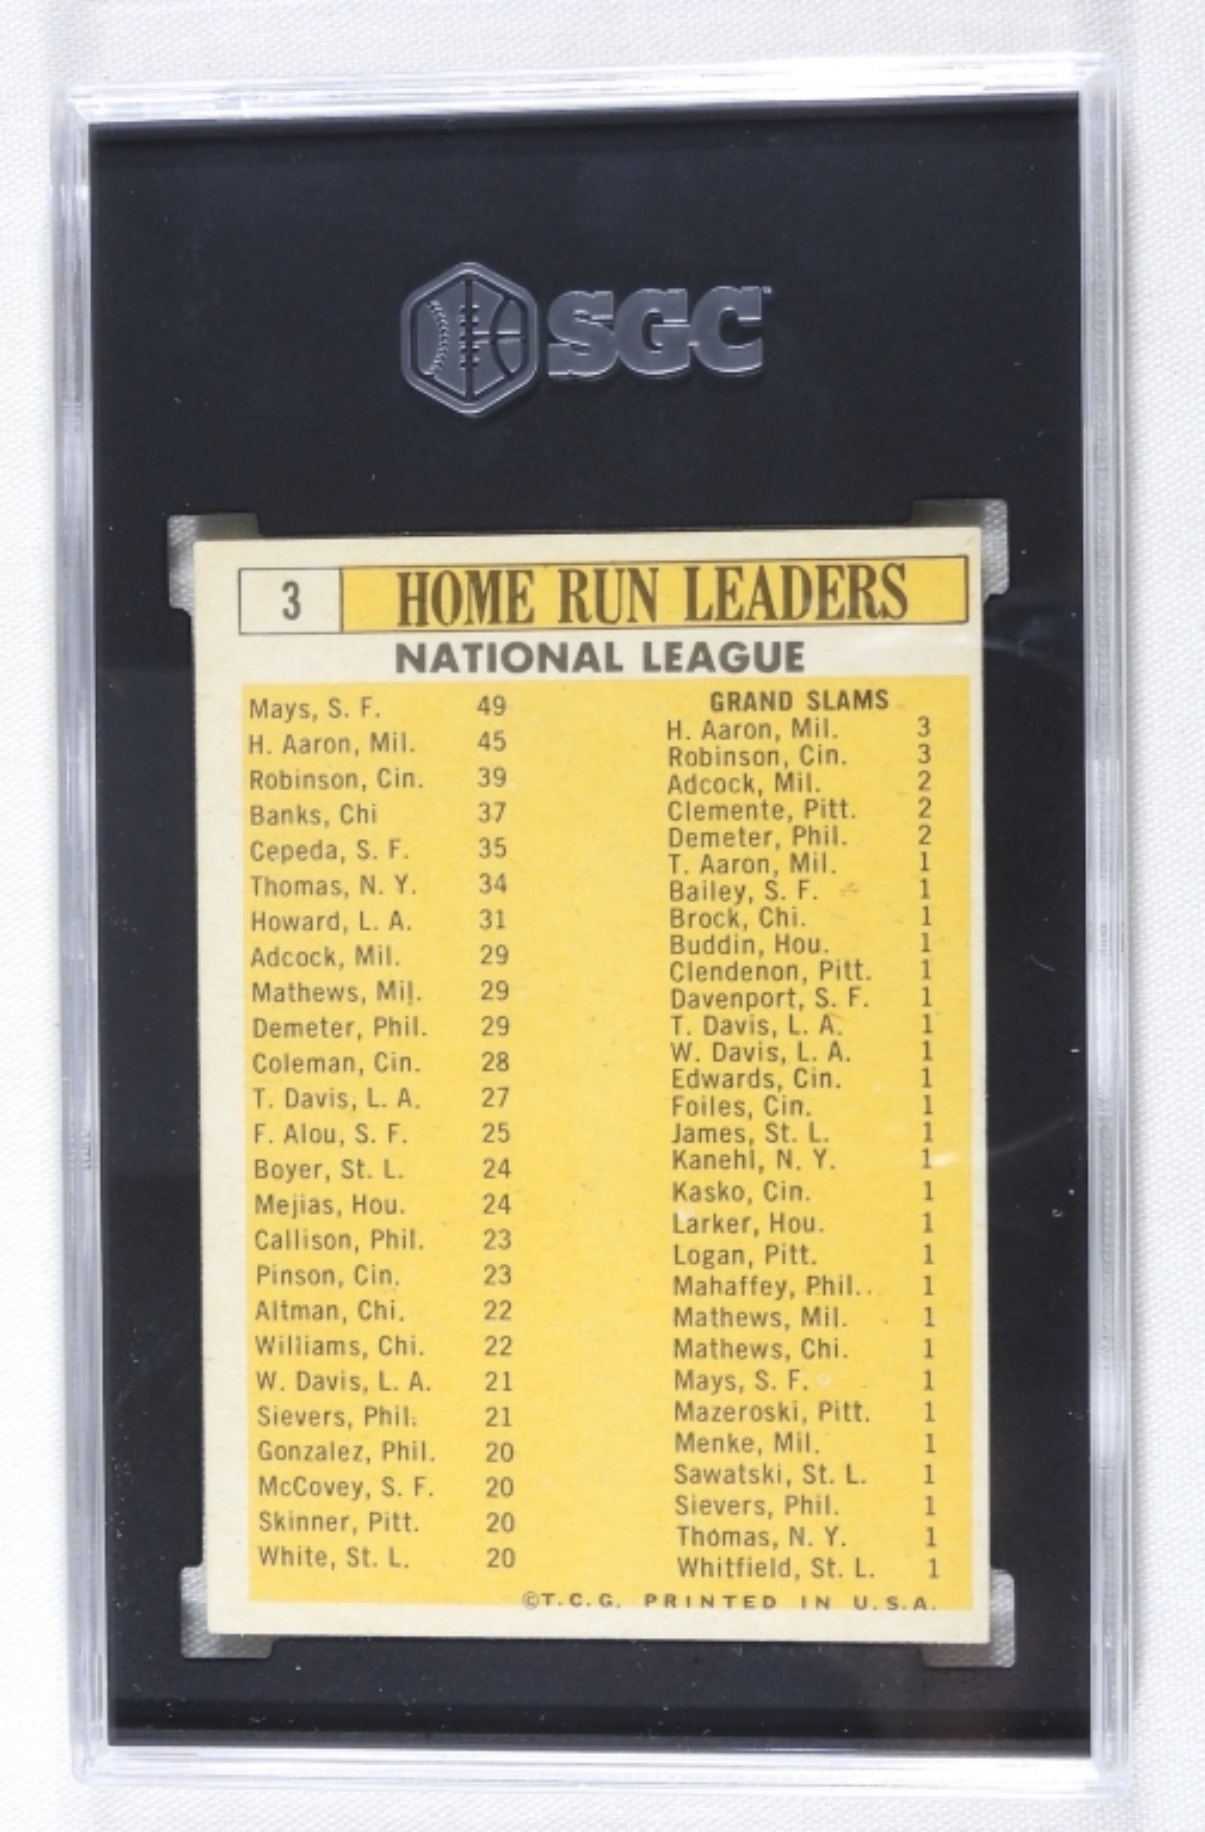 SGC
3 HOME RUN LEADERS
NATIONAL LEAGUE
Mays, S. F. 49
H. Aaron, Mil. 45
Robinson, Cin. 39
Banks, Chi 37
Cepeda, S. F. 35
Thomas, N. Y. 34
Howard, L. A. 31
Adcock, Mil. 29
Mathews, Mil. 29
Demeter, Phil. 29
Coleman, Cin. 28
T. Davis, L. A. 27
F. Alou, S. F. 25
Boyer, St. L. 24
Mejias, Hou. 24
Callison, Phil. 23
Pinson, Cin. 23
Altman, Chi. 22
Williams, Chi. 22
W. Davis, L. A. 21
Sievers, Phil. 21
Gonzalez, Phil. 20
McCovey, S. F. 20
Skinner, Pitt. 20
White, St. L. 20
GRAND SLAMS
H. Aaron, Mil. 3
Robinson, Cin. 3
Adcock, Mil. 2
Clemente, Pitt. 2
Demeter, Phil. 2
T. Aaron, Mil. 1
Bailey, S. F. 1
Brock, Chi. 1
Buddin, Hou. 1
Clendenon, Pitt. 1
Davenport, S. F. 1
T. Davis, L. A. 1
W. Davis, L. A. 1
Edwards, Cin. 1
Foiles, Cin. 1
James, St. L. 1
Kanehl, N. Y. 1
Kasko, Cin. 1
Larker, Hou. 1
Logan, Pitt. 1
Mahaffey, Phil. 1
Mathews, Mil. 1
Mathews, Chi. 1
Mays, S. F. 1
Mazeroski, Pitt. 1
Menke, Mil. 1
Sawatski, St. L. 1
Sievers, Phil. 1
Thomas, N. Y. 1
Whitfield, St. L. 1
©T.C.G. PRINTED IN U.S.A.